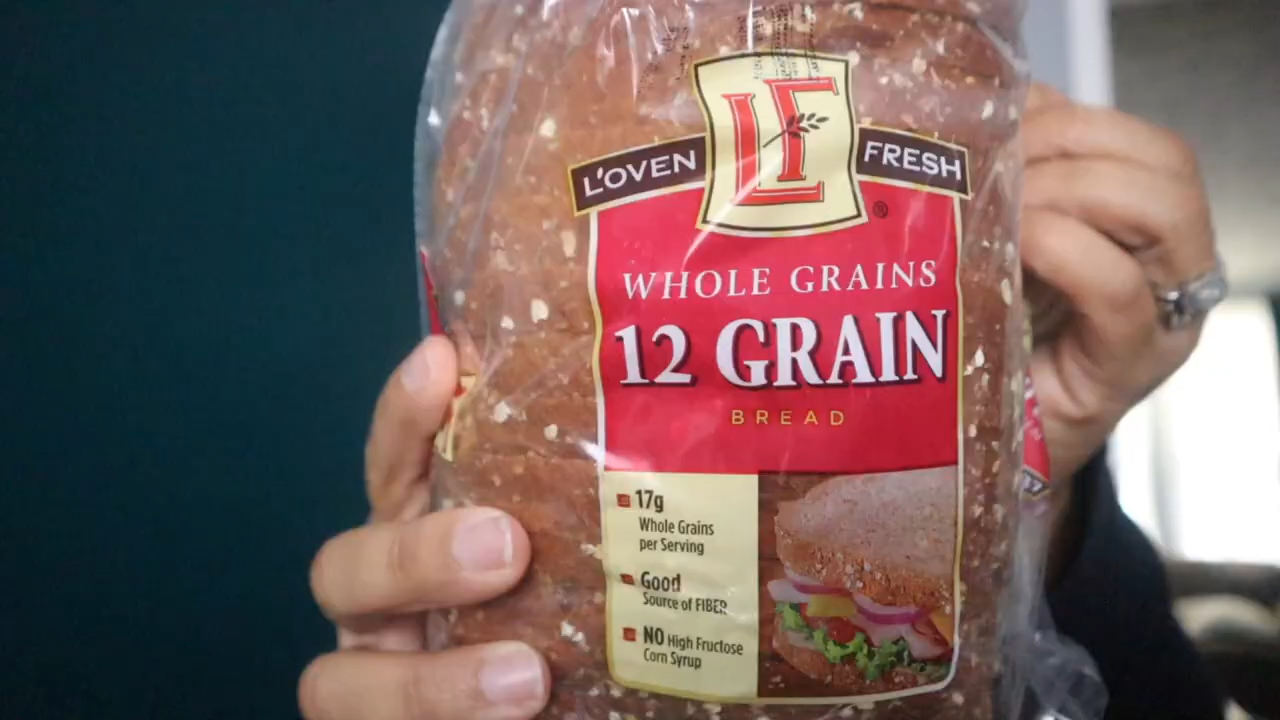 LF
L'OVEN FRESH
®
WHOLE GRAINS
12 GRAIN
BREAD
17g
Whole Grains
per Serving
Good
Source of FIBER
NO High Fructose
Corn Syrup